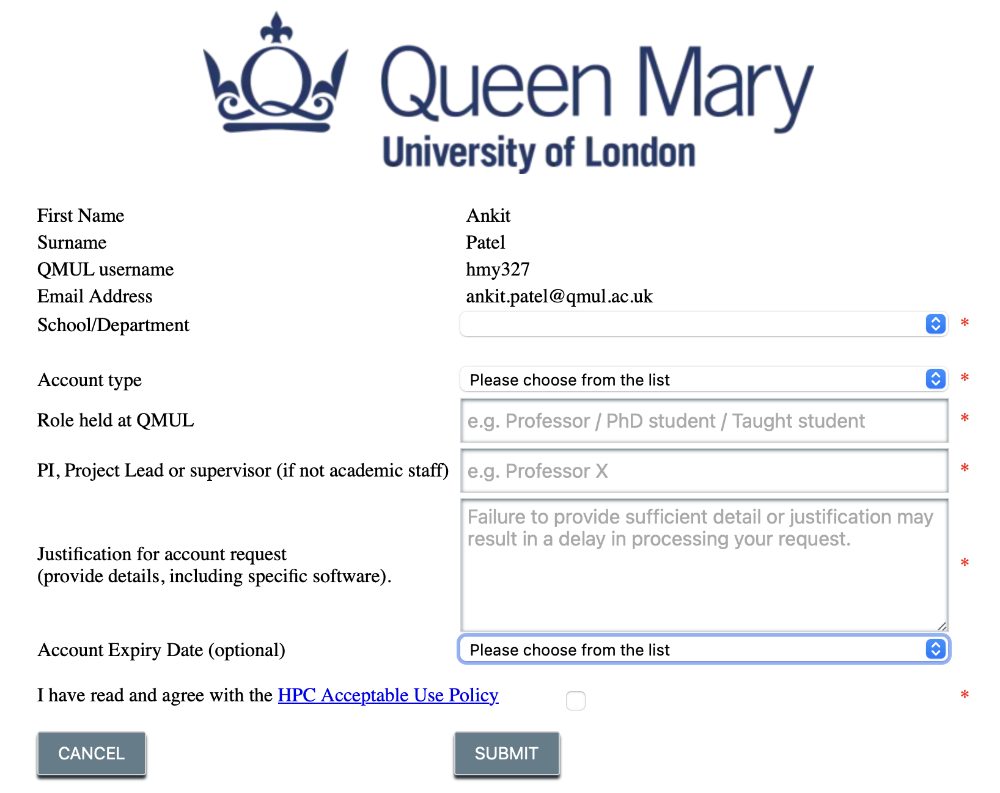 Queen Mary
University of London
First Name Ankit
Surname Patel
QMUL username hmy327
Email Address ankit.patel@qmul.ac.uk
School/Department *
Account type Please choose from the list *
Role held at QMUL e.g. Professor / PhD student / Taught student *
PI, Project Lead or supervisor (if not academic staff) e.g. Professor X *
Failure to provide sufficient detail or justification may
result in a delay in processing your request.
Justification for account request
(provide details, including specific software). *
Account Expiry Date (optional) Please choose from the list
I have read and agree with the HPC Acceptable Use Policy *
CANCEL SUBMIT